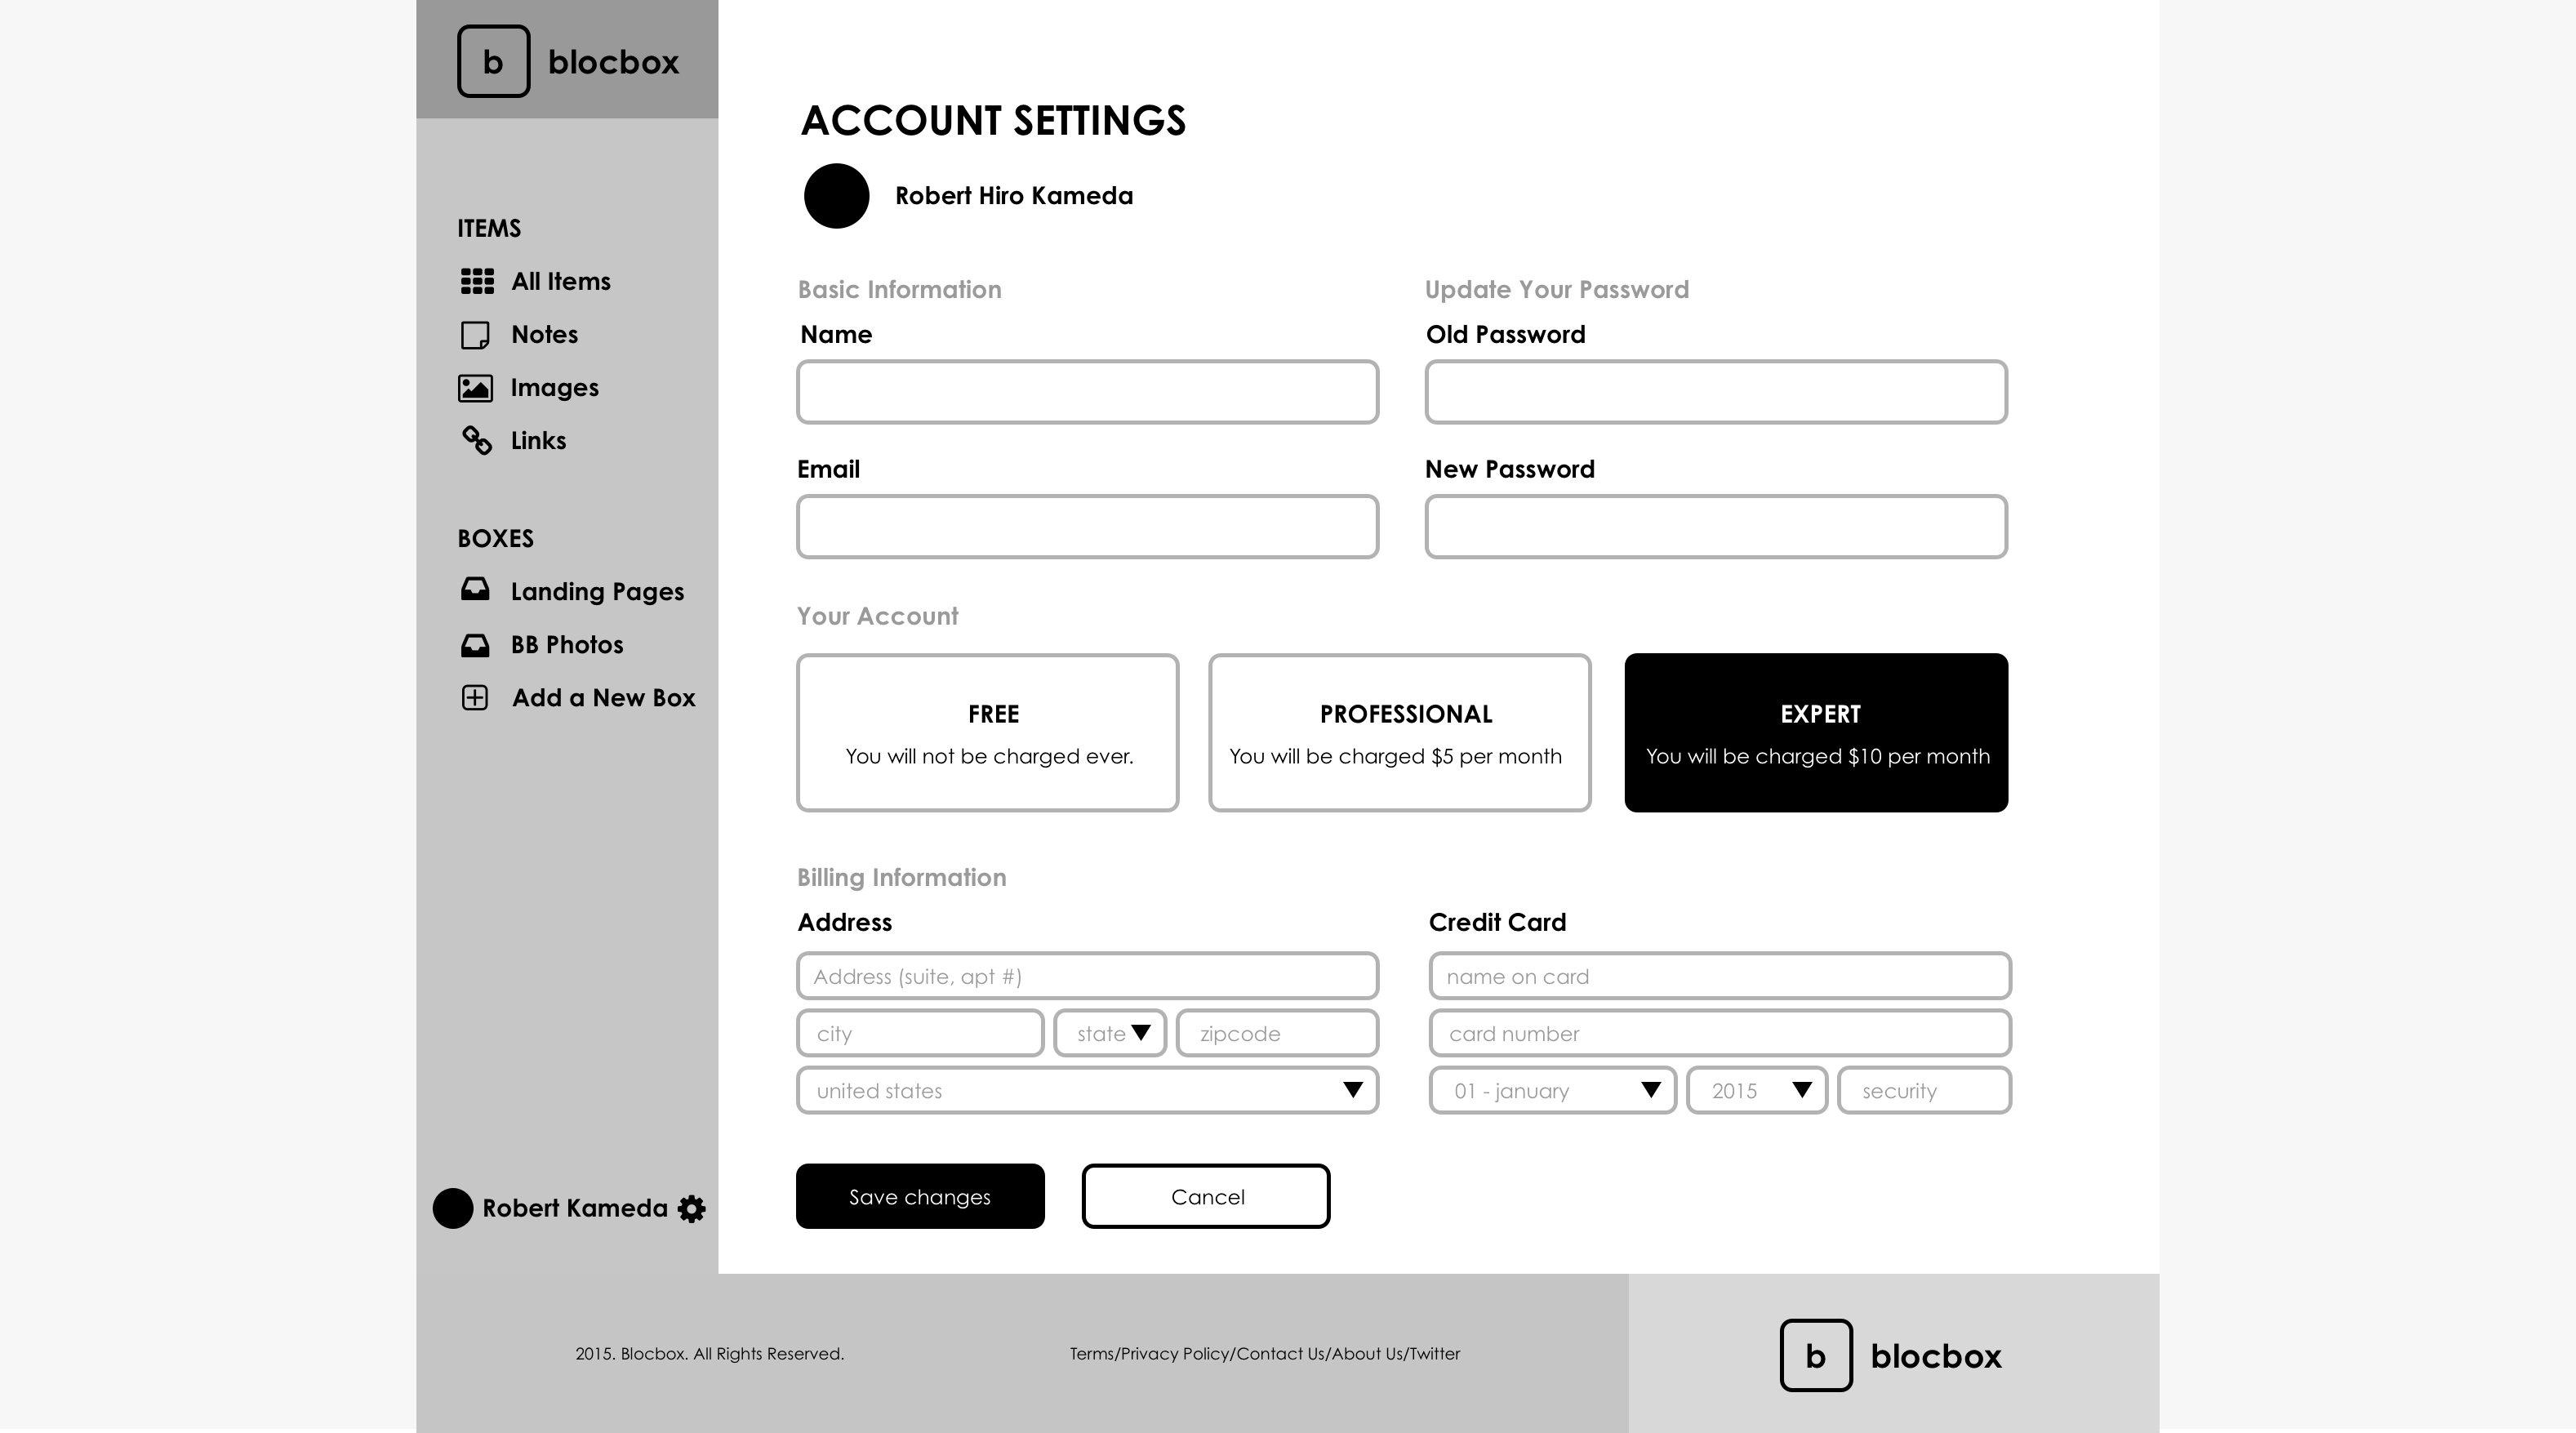 b blocbox
ITEMS
All Items
Notes
Images
Links
BOXES
Landing Pages
BB Photos
Add a New Box
Robert Kameda
ACCOUNT SETTINGS
Robert Hiro Kameda
Basic Information
Name
Email
Update Your Password
Old Password
New Password
Your Account
FREE
You will not be charged ever.
PROFESSIONAL
You will be charged $5 per month
EXPERT
You will be charged $10 per month
Billing Information
Address
Address (suite, apt #)
city state zipcode
united states
Credit Card
name on card
card number
01 - january 2015 security
Save changes Cancel
2015. Blocbox. All Rights Reserved. Terms/Privacy Policy/Contact Us/About Us/Twitter
b blocbox